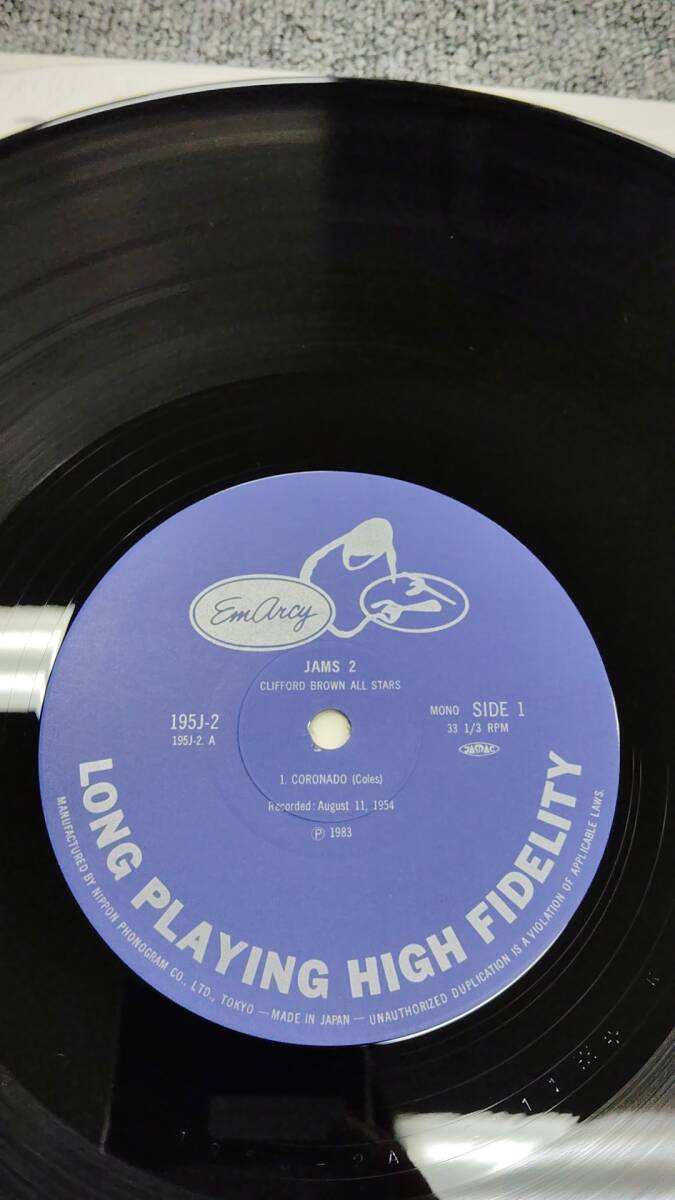 EmArcy
JAMS 2
CLIFFORD BROWN ALL STARS
195J-2
195J-2. A
MONO SIDE 1
33 1/3 RPM
JASRAC
1. CORONADO (Coles)
Recorded: August 11, 1954
Ⓟ 1983
LONG PLAYING HIGH FIDELITY
MANUFACTURED BY NIPPON PHONOGRAM CO., LTD., TOKYO — MADE IN JAPAN — UNAUTHORIZED DUPLICATION IS A VIOLATION OF APPLICABLE LAWS.
K